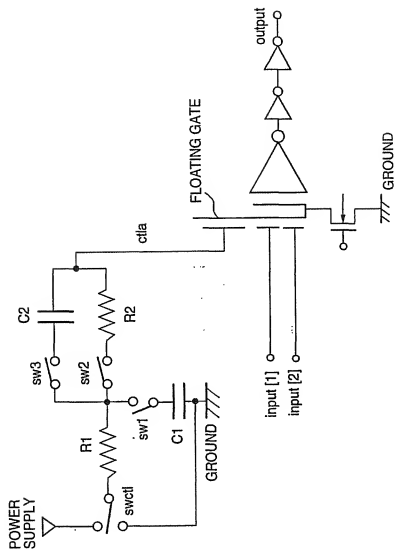 POWER
SUPPLY
swctl
R1
sw1
C1
GROUND
sw3
sw2
C2
R2
ctla
input [1]
input [2]
FLOATING GATE
GROUND
output